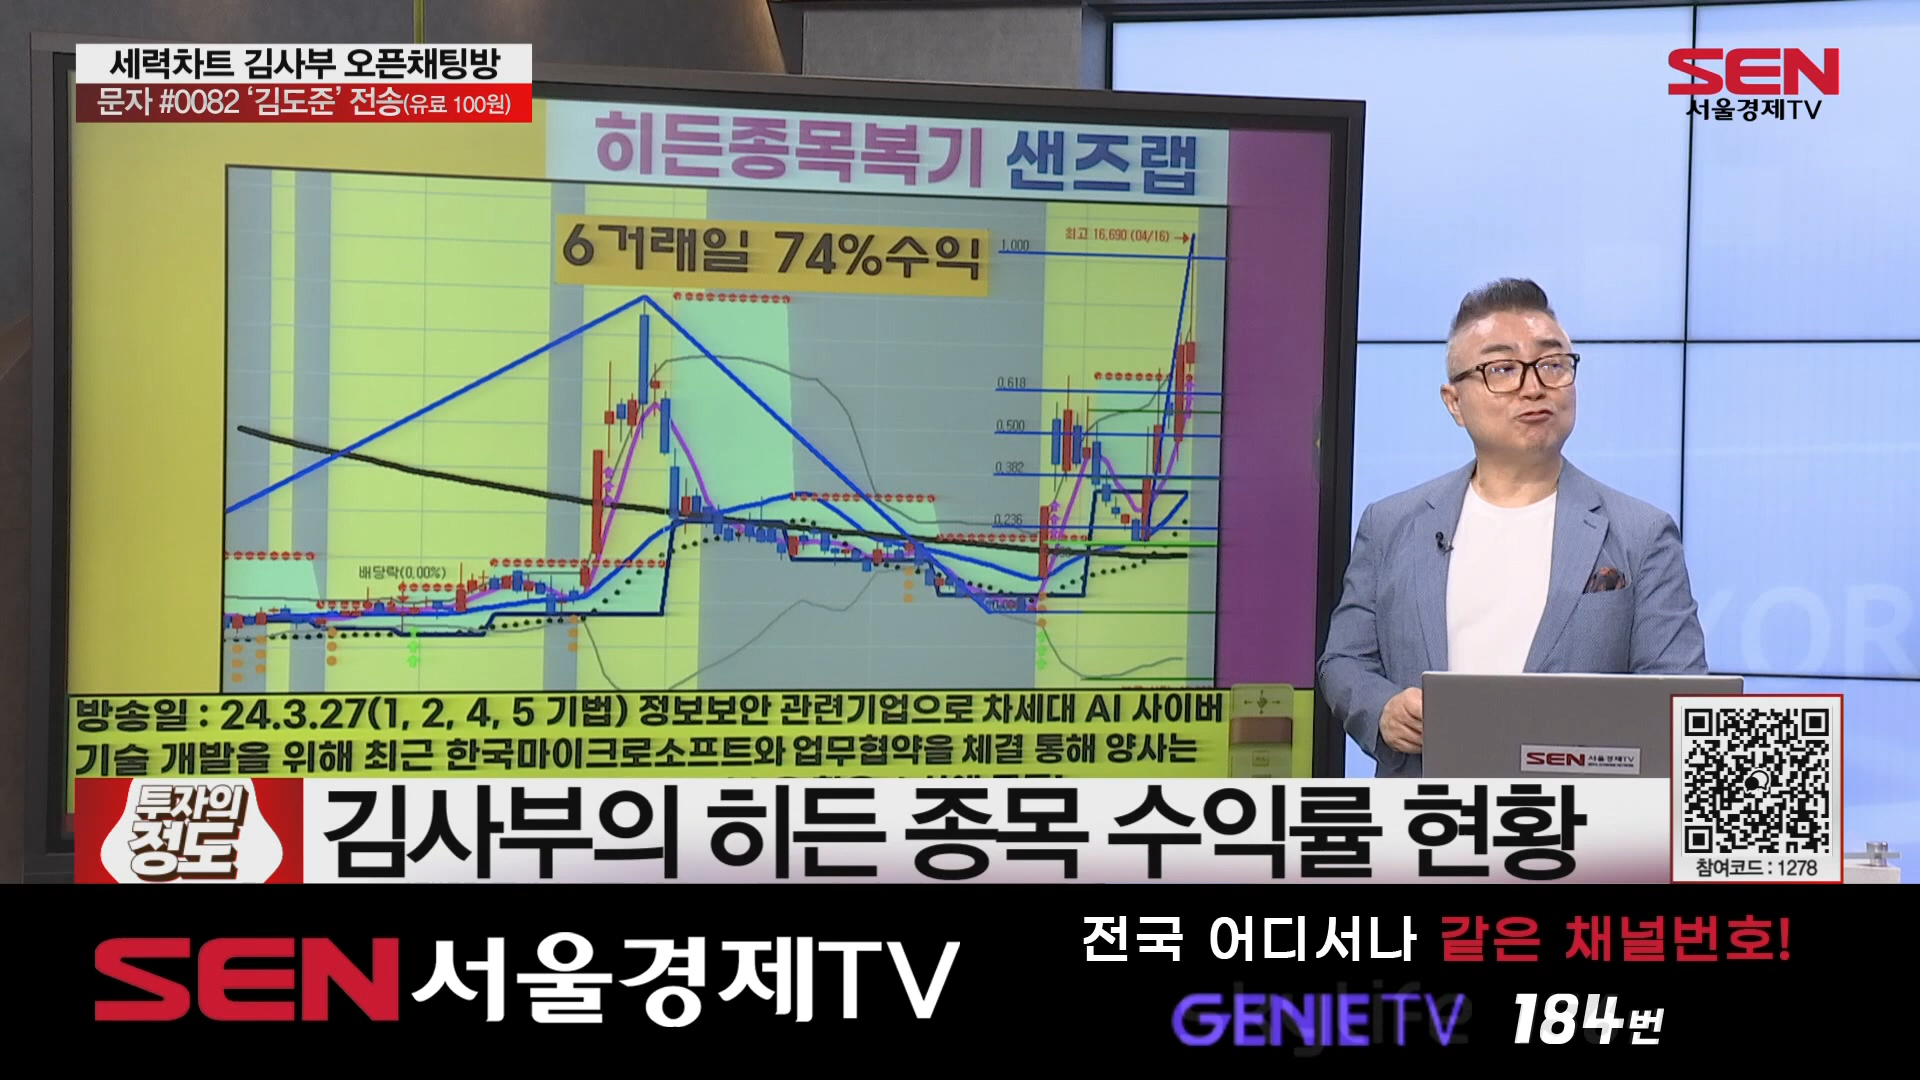 세력차트 김사부 오픈채팅방
문자 #0082 ‘김도준’ 전송(유료 100원)
SEN
서울경제TV
히든종목복기 샌즈랩
6거래일 74%수익
최고 16,690 (04/16)
1,000
0,618
0,500
0,382
0,236
배당락(0,00%)
방송일 : 24.3.27(1, 2, 4, 5 기법) 정보보안 관련기업으로 차세대 AI 사이버
기술 개발을 위해 최근 한국마이크로소프트와 업무협약을 체결 통해 양사는
YOR
SEN 서울경제TV
투자의
정도
김사부의 히든 종목 수익률 현황
참여코드 : 1278
SEN 서울경제TV
전국 어디서나 같은 채널번호!
GENIE TV 184번